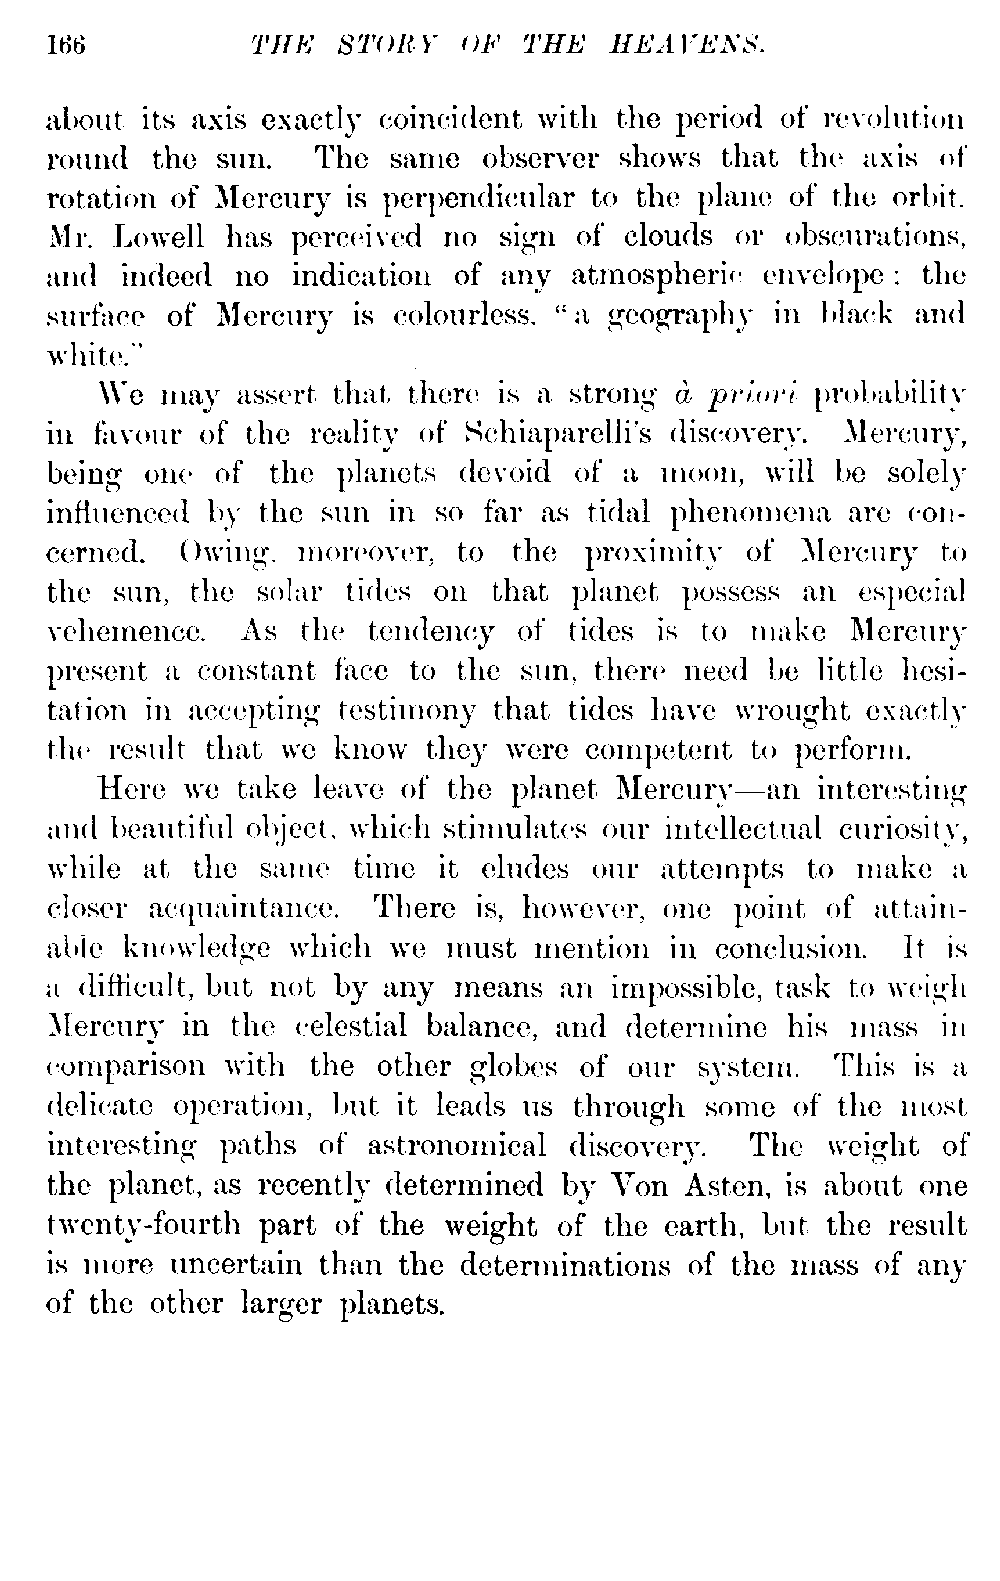 166 THE STORY OF THE HEAVENS.
about its axis exactly coincident with the period of revolution
round the sun. The same observer shows that the axis of
rotation of Mercury is perpendicular to the plane of the orbit.
Mr. Lowell has perceived no sign of clouds or obscurations,
and indeed no indication of any atmospheric envelope: the
surface of Mercury is colourless, “a geography in black and
white.”
We may assert that there is a strong à priori probability
in favour of the reality of Schiaparelli's discovery. Mercury,
being one of the planets devoid of a moon, will be solely
influenced by the sun in so far as tidal phenomena are con-
cerned. Owing, moreover, to the proximity of Mercury to
the sun, the solar tides on that planet possess an especial
vehemence. As the tendency of tides is to make Mercury
present a constant face to the sun, there need be little hesi-
tation in accepting testimony that tides have wrought exactly
the result that we know they were competent to perform.
Here we take leave of the planet Mercury—an interesting
and beautiful object, which stimulates our intellectual curiosity,
while at the same time it eludes our attempts to make a
closer acquaintance. There is, however, one point of attain-
able knowledge which we must mention in conclusion. It is
a difficult, but not by any means an impossible, task to weigh
Mercury in the celestial balance, and determine his mass in
comparison with the other globes of our system. This is a
delicate operation, but it leads us through some of the most
interesting paths of astronomical discovery. The weight of
the planet, as recently determined by Von Asten, is about one
twenty-fourth part of the weight of the earth, but the result
is more uncertain than the determinations of the mass of any
of the other larger planets.